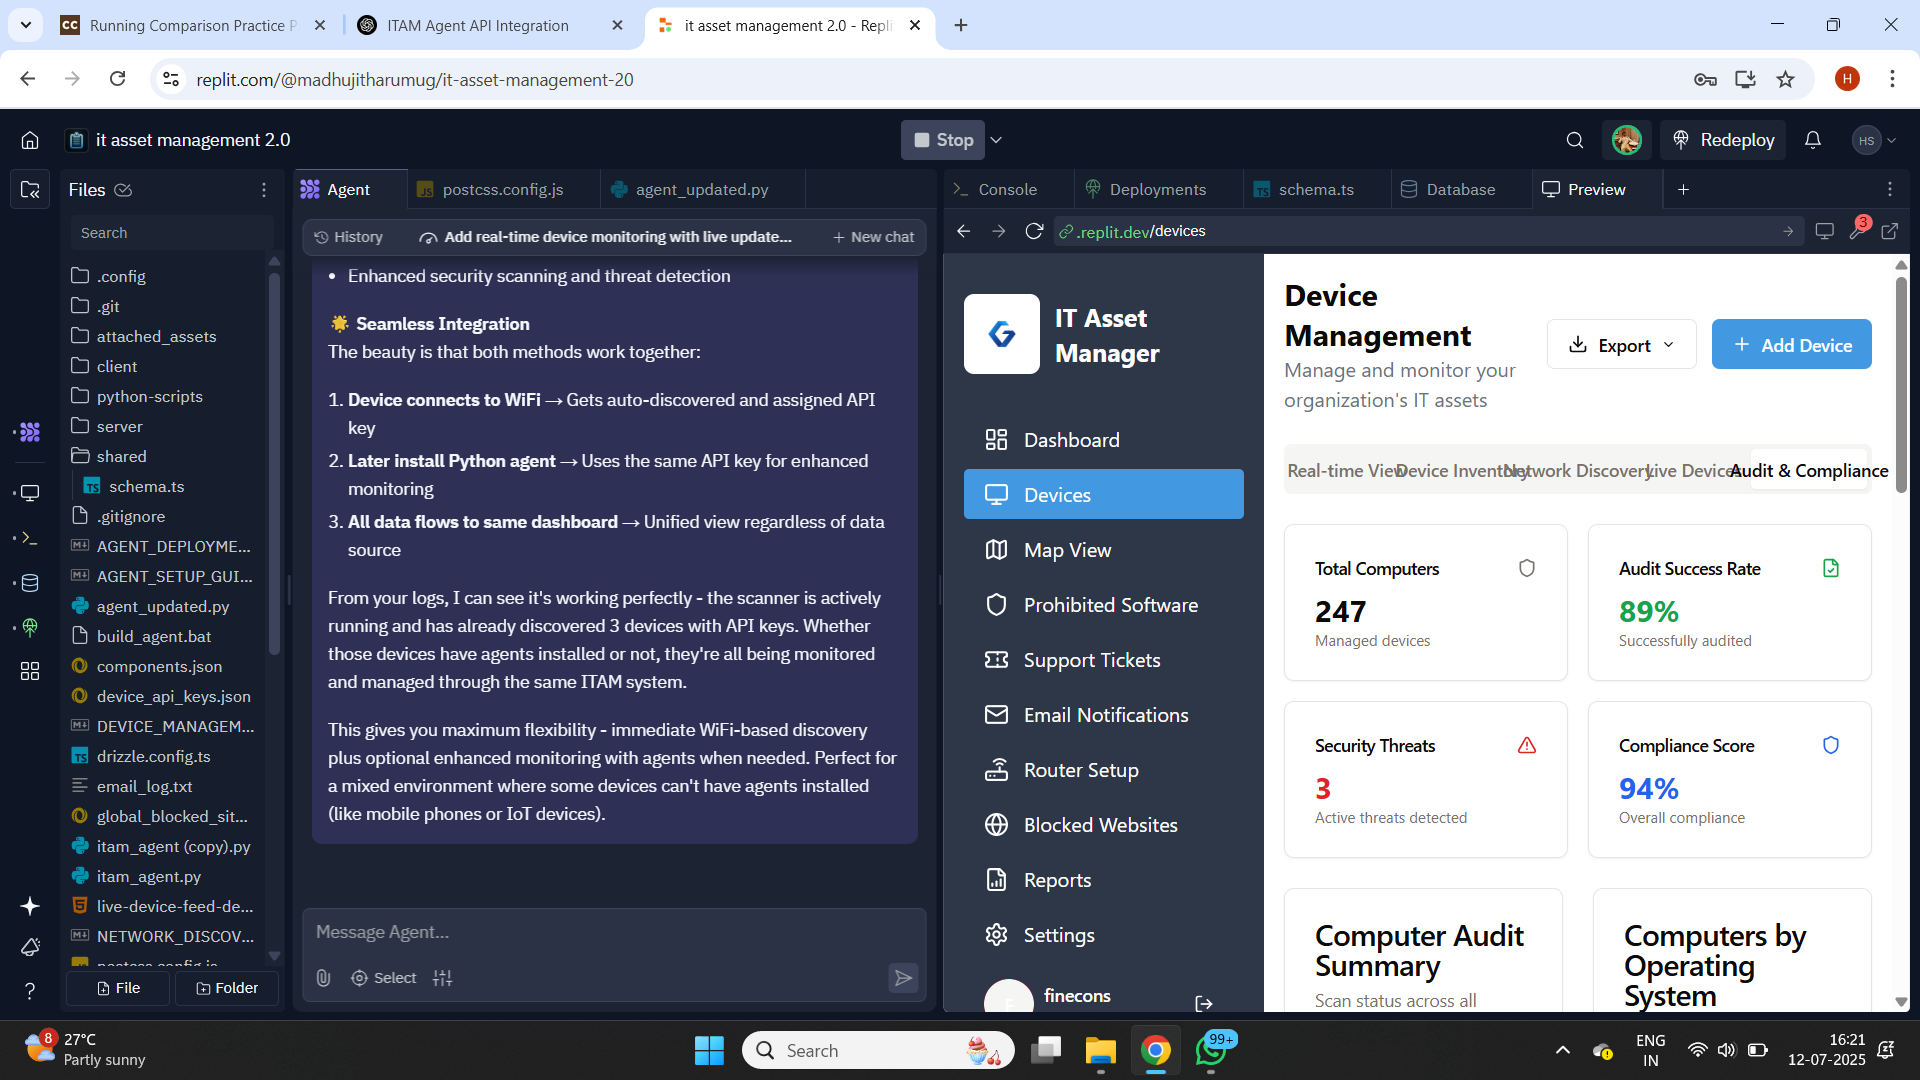 Running Comparison Practice P
ITAM Agent API Integration
it asset management 2.0 - Repli
replit.com/@madhujitharumug/it-asset-management-20
H
it asset management 2.0
Stop
Redeploy
HS
Files
Search
.config
.git
attached_assets
client
python-scripts
server
shared
schema.ts
.gitignore
AGENT_DEPLOYME...
AGENT_SETUP_GUI...
agent_updated.py
build_agent.bat
components.json
device_api_keys.json
DEVICE_MANAGEM...
drizzle.config.ts
email_log.txt
global_blocked_sit...
itam_agent (copy).py
itam_agent.py
live-device-feed-de...
NETWORK_DISCOV...
postcss.config.js
File
Folder
Agent
postcss.config.js
agent_updated.py
History
Add real-time device monitoring with live update...
New chat
• Enhanced security scanning and threat detection
🌟 Seamless Integration
The beauty is that both methods work together:
1. Device connects to WiFi → Gets auto-discovered and assigned API
key
2. Later install Python agent → Uses the same API key for enhanced
monitoring
3. All data flows to same dashboard → Unified view regardless of data
source
From your logs, I can see it's working perfectly - the scanner is actively
running and has already discovered 3 devices with API keys. Whether
those devices have agents installed or not, they're all being monitored
and managed through the same ITAM system.
This gives you maximum flexibility - immediate WiFi-based discovery
plus optional enhanced monitoring with agents when needed. Perfect for
a mixed environment where some devices can't have agents installed
(like mobile phones or IoT devices).
Message Agent...
Select
Console
Deployments
schema.ts
Database
Preview
.replit.dev/devices
3
IT Asset
Manager
Dashboard
Devices
Map View
Prohibited Software
Support Tickets
Email Notifications
Router Setup
Blocked Websites
Reports
Settings
finecons
Device
Management
Manage and monitor your
organization's IT assets
Export
Add Device
Real-time View
Device Inventory
Network Discovery
Live Devices
Audit & Compliance
Total Computers
247
Managed devices
Audit Success Rate
89%
Successfully audited
Security Threats
3
Active threats detected
Compliance Score
94%
Overall compliance
Computer Audit
Summary
Scan status across all
Computers by
Operating
System
8
27°C
Partly sunny
Search
99+
ENG
IN
16:21
12-07-2025